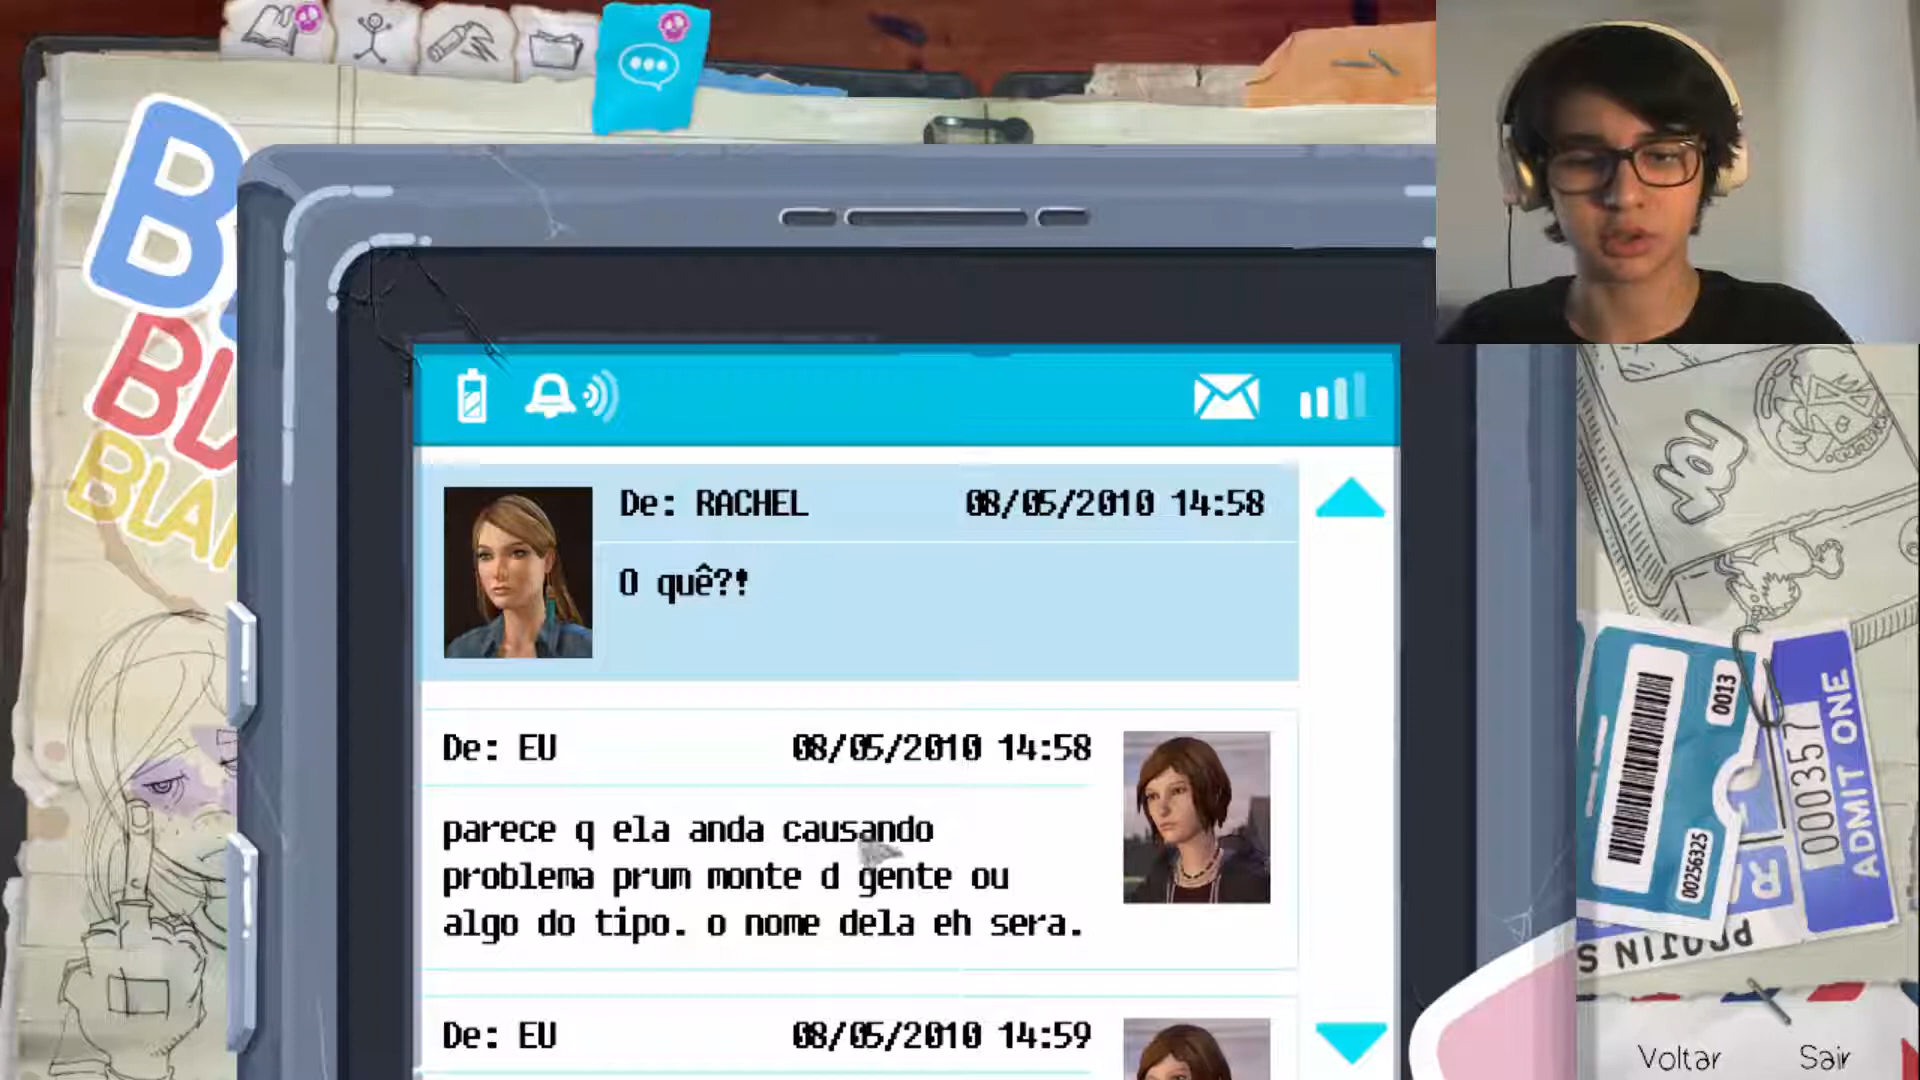 De: RACHEL 08/05/2010 14:58
O quê?!
De: EU 08/05/2010 14:58
parece q ela anda causando
problema prum monte d gente ou
algo do tipo. o nome dela eh sera.
De: EU 08/05/2010 14:59
0013
00256325
000357
ADMIT ONE
Voltar Sair